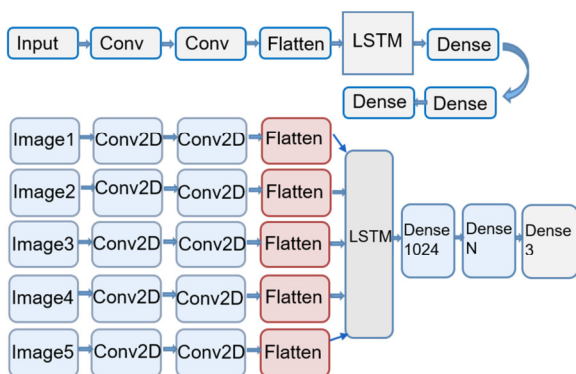 Input Conv Conv Flatten LSTM Dense
Dense Dense
Image1 Conv2D Conv2D Flatten
Image2 Conv2D Conv2D Flatten
Image3 Conv2D Conv2D Flatten
Image4 Conv2D Conv2D Flatten
Image5 Conv2D Conv2D Flatten
LSTM
Dense
1024
Dense
N
Dense
3